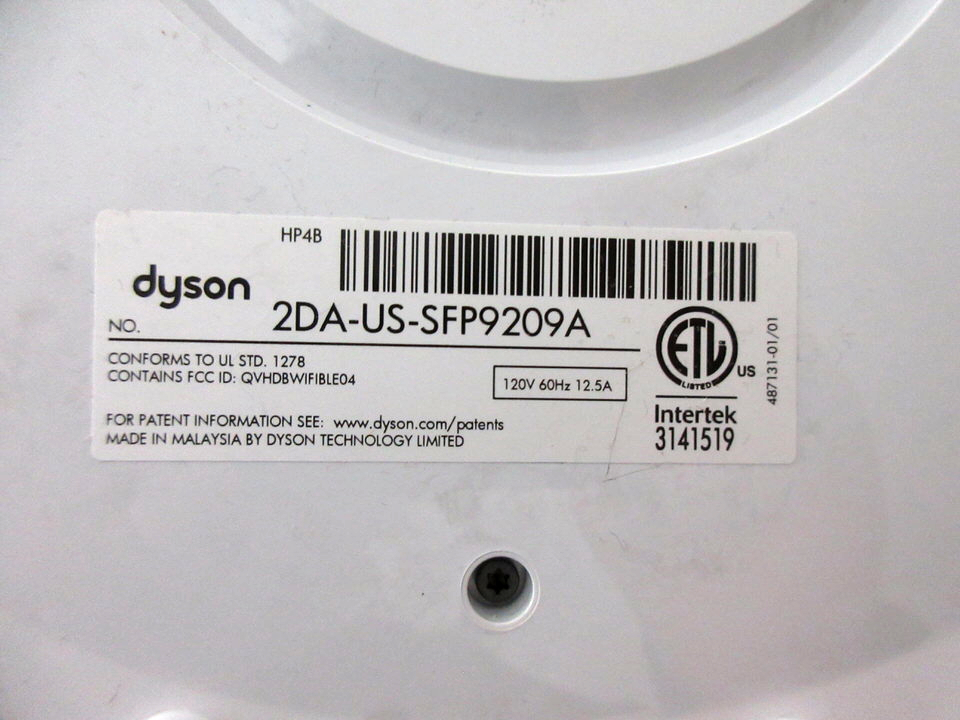 HP4B
dyson
NO. 2DA-US-SFP9209A
CONFORMS TO UL STD. 1278
CONTAINS FCC ID: QVHDBWIFIBLE04
120V 60Hz 12.5A
FOR PATENT INFORMATION SEE: www.dyson.com/patents
MADE IN MALAYSIA BY DYSON TECHNOLOGY LIMITED
ETL
LISTED
US
Intertek
3141519
487131-01/01